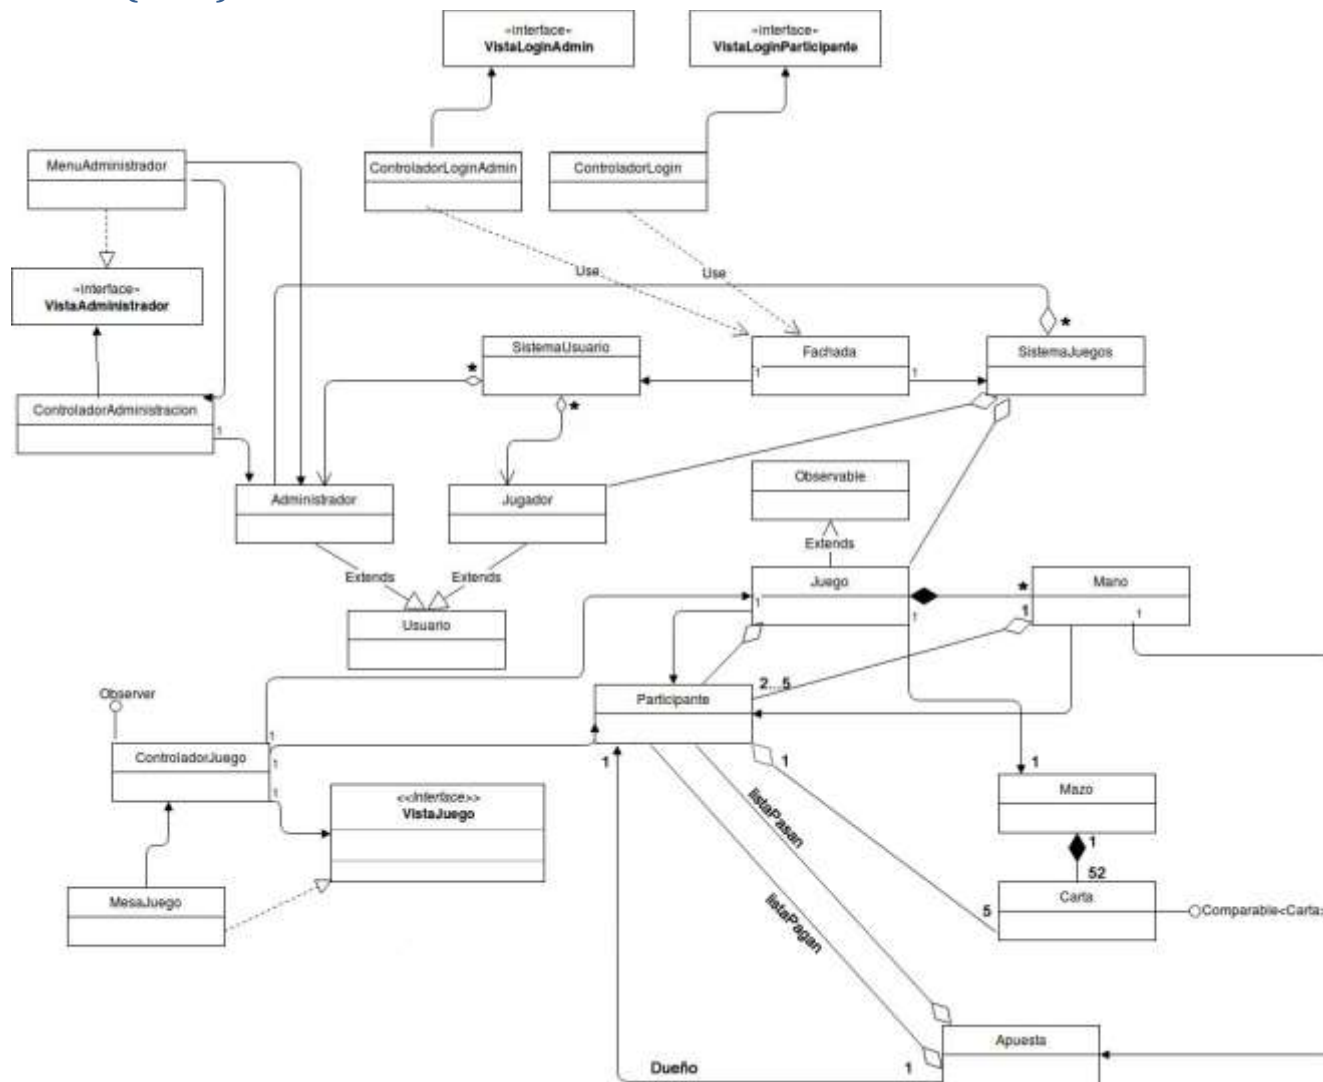 «interface»
VistaLoginAdmin
«interface»
VistaLoginParticipante
MenuAdministrador
ControladorLoginAdmin
ControladorLogin
Use
Use
«interface»
VistaAdministrador
*
SistemaUsuario
Fachada
SistemaJuegos
*
*
1
1
ControladorAdministracion
1
Administrador
Jugador
Observable
Extends
Extends
Extends
Juego
Mano
*
1
1
1
1
Usuario
Participante
2...5
Observer
ControladorJuego
1
1
1
1
1
1
<<Interfsce>>
VistaJuego
Mazo
1
52
listaPasan
listaPagan
MesaJuego
Carta
5
Comparable<Carta>
Apuesta
Dueño
1